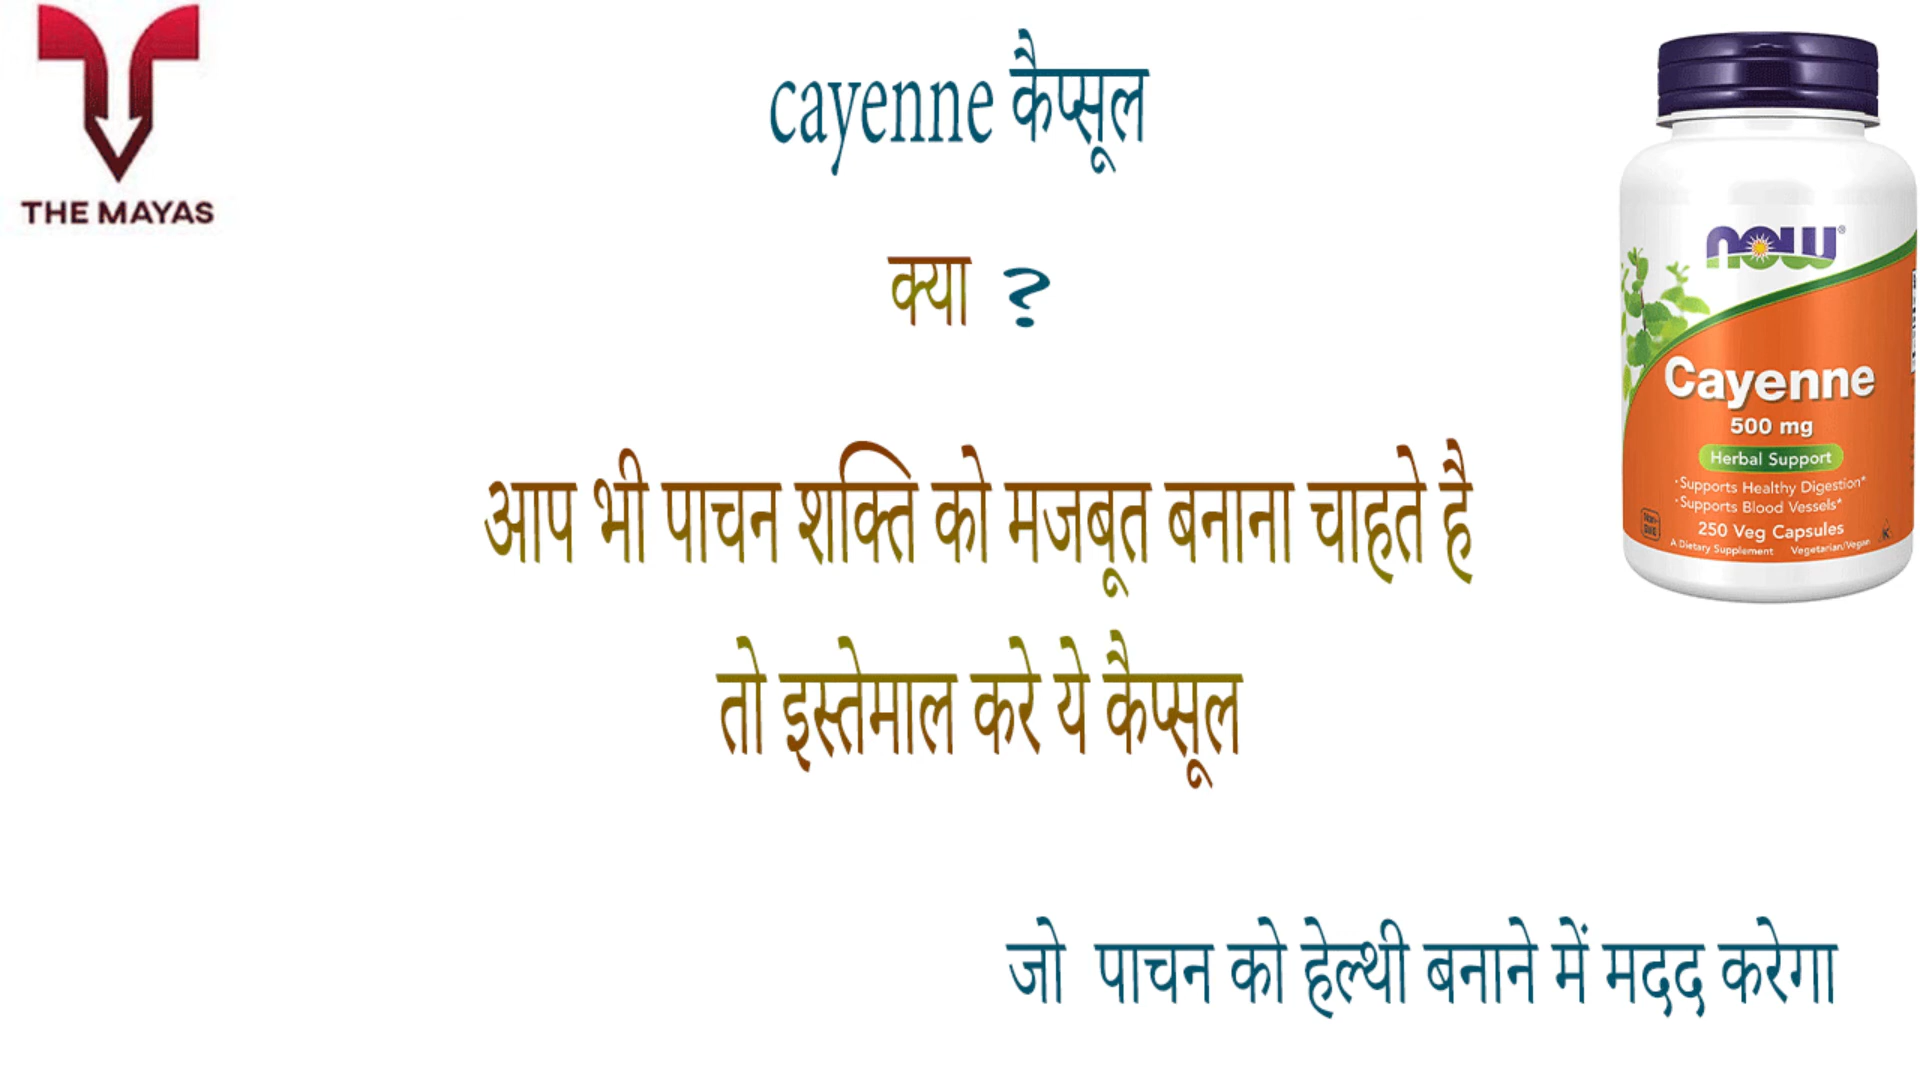 THE MAYAS
cayenne कैप्सूल
क्या ?
आप भी पाचन शक्ति को मजबूत बनाना चाहते है
तो इस्तेमाल करे ये कैप्सूल
जो पाचन को हेल्थी बनाने में मदद करेगा
now®
Cayenne
500 mg
Herbal Support
· Supports Healthy Digestion*
· Supports Blood Vessels*
250 Veg Capsules
A Dietary Supplement Vegetarian/Vegan